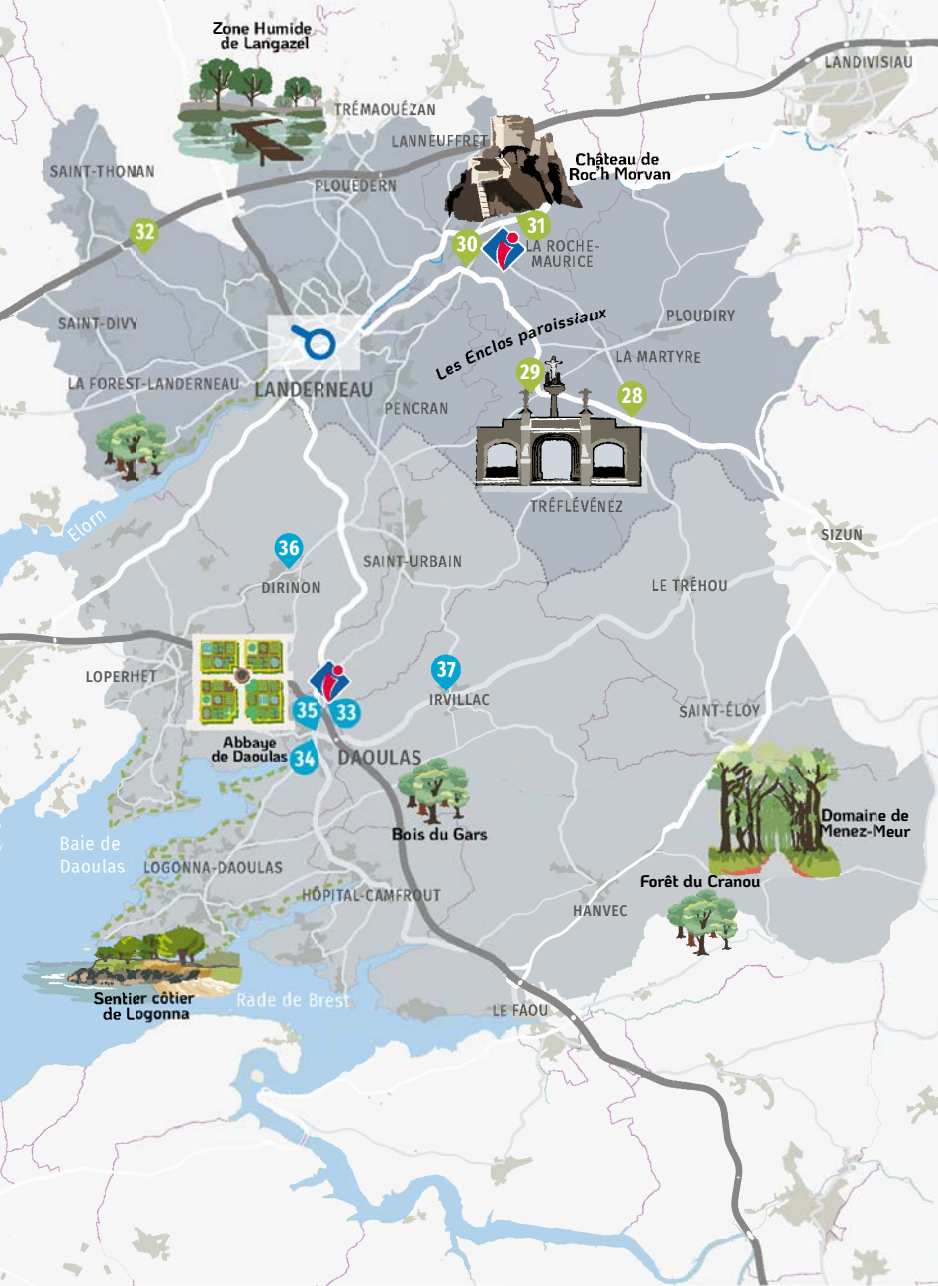 Zone Humide
de Langazel
LANDIVISIAU
TRÉMAOUÉZAN
LANNEUFFRET
Château de
Roc'h Morvan
SAINT-THONAN
PLOUÉDERN
32
31
30
LA ROCHE-
MAURICE
SAINT-DIVY
Les Enclos paroissiaux
PLOUDIRY
LA MARTYRE
29
28
LA FOREST-LANDERNEAU
LANDERNEAU
PENCRAN
TRÉFLÉVÉNEZ
Elorn
SIZUN
36
DIRINON
SAINT-URBAIN
LE TRÉHOU
LOPERHET
37
IRVILLAC
35
33
SAINT-ÉLOY
Abbaye
de Daoulas
34
DAOULAS
Bois du Gars
Domaine de
Menez-Meur
Baie de
Daoulas
LOGONNA-DAOULAS
HÔPITAL-CAMFROUT
Forêt du Cranou
HANVEC
Sentier côtier
de Logonna
Rade de Brest
LE FAOU